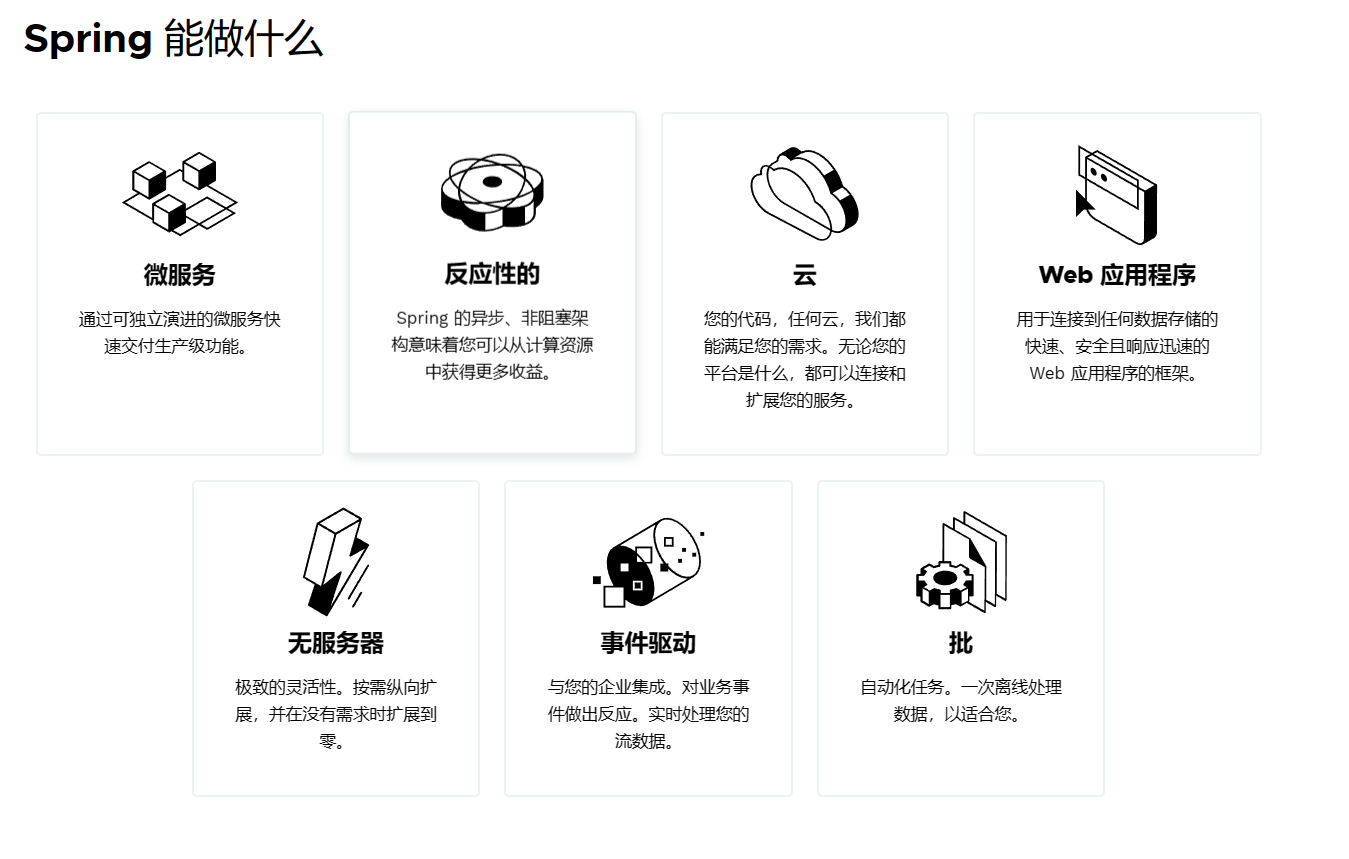 Spring 能做什么
微服务
通过可独立演进的微服务快
速交付生产级功能。
反应性的
Spring 的异步、非阻塞架
构意味着您可以从计算资源
中获得更多收益。
云
您的代码，任何云，我们都
能满足您的需求。无论您的
平台是什么，都可以连接和
扩展您的服务。
Web 应用程序
用于连接到任何数据存储的
快速、安全且响应迅速的
Web 应用程序的框架。
无服务器
极致的灵活性。按需纵向扩
展，并在没有需求时扩展到
零。
事件驱动
与您的企业集成。对业务事
件做出反应。实时处理您的
流数据。
批
自动化任务。一次离线处理
数据，以适合您。